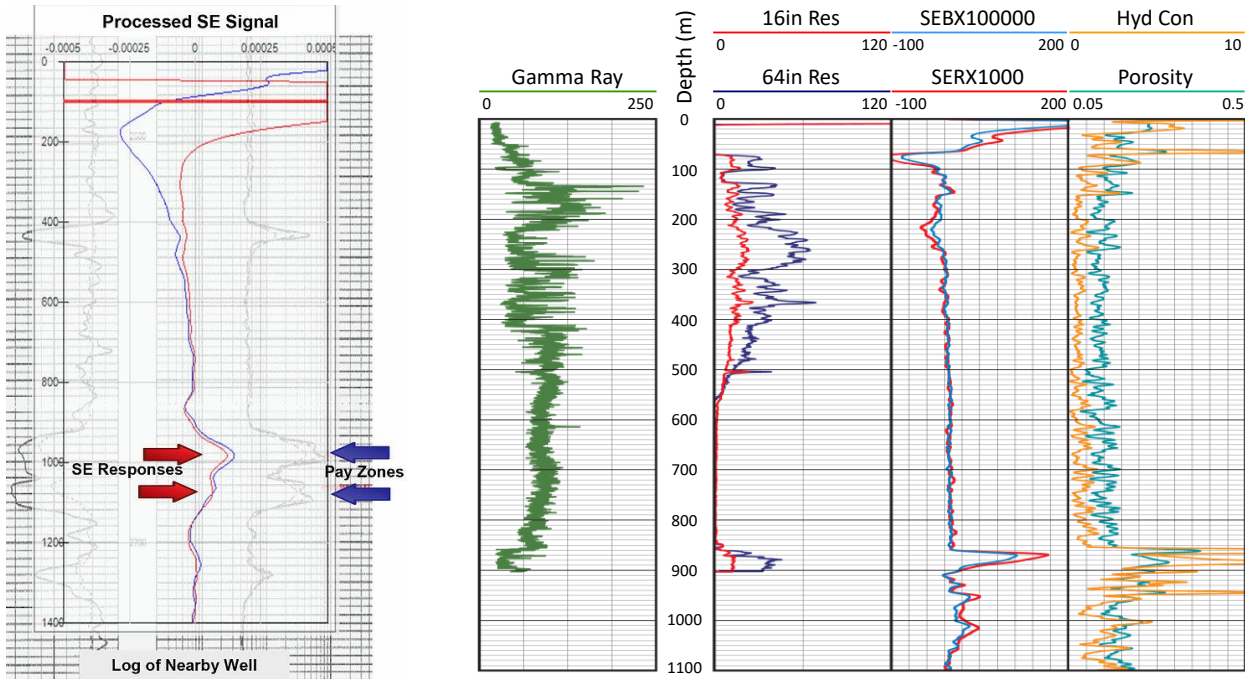 Processed SE Signal
-0.0005 -0.00025 0 0.00025 0.0005
0
200
400
600
800
1000
1200
1400
SE Responses
Pay Zones
2700
Log of Nearby Well
Gamma Ray
0 250
Depth (m)
16in Res
0 120
64in Res
0 120
SEBX100000
-100 200
SERX1000
-100 200
Hyd Con
0 10
Porosity
0.05 0.5
0
100
200
300
400
500
600
700
800
900
1000
1100